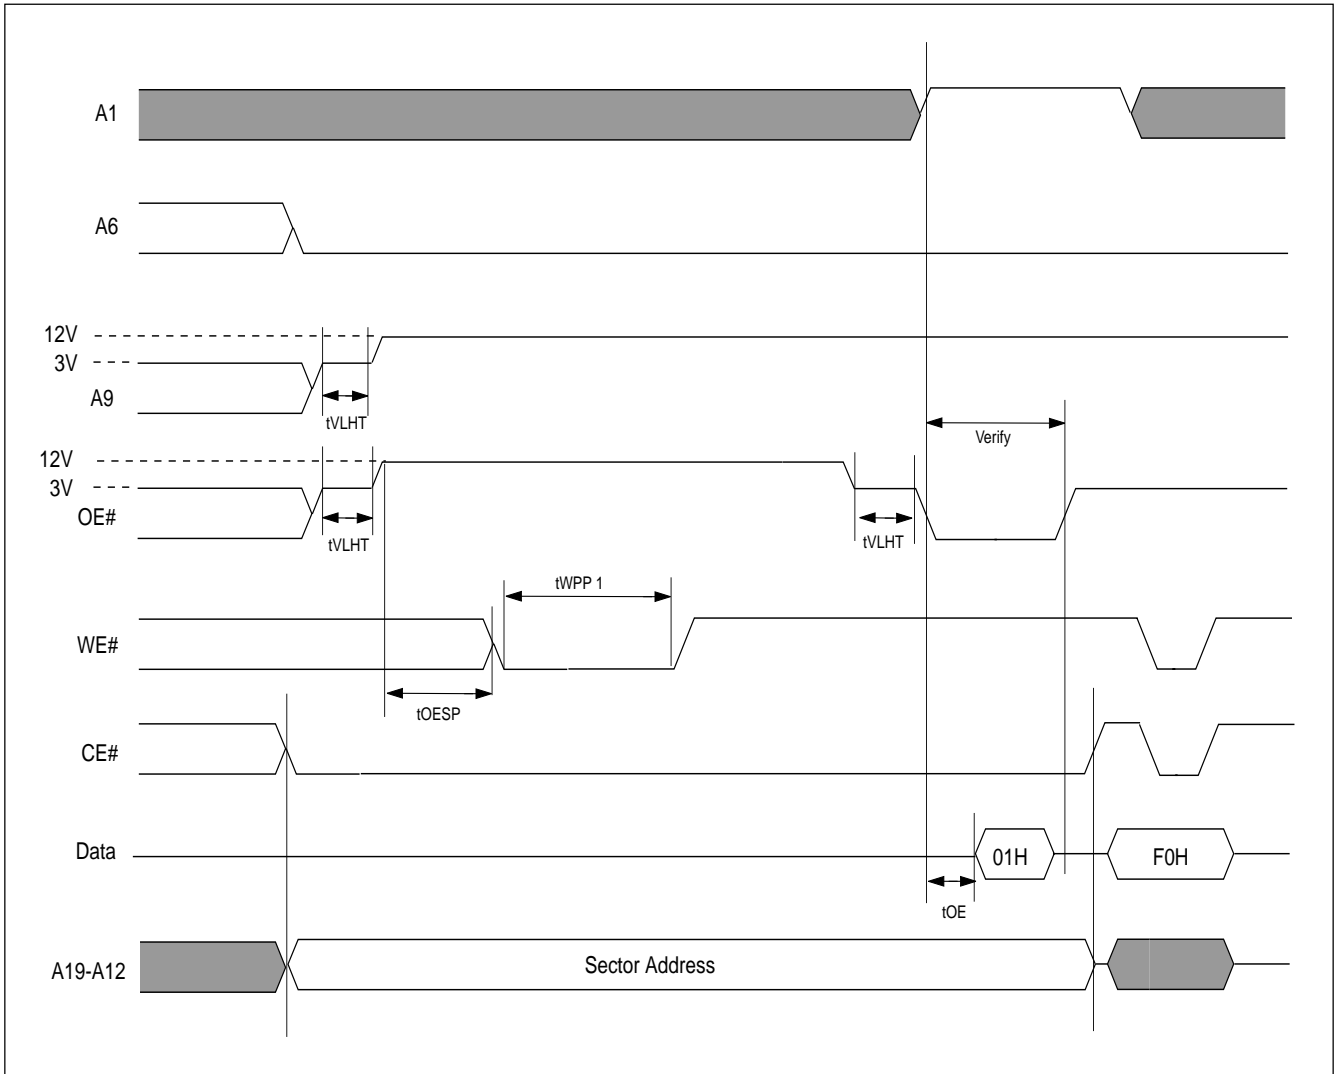 A1
A6
12V
3V
A9
tVLHT
Verify
12V
3V
OE#
tVLHT
tVLHT
tWPP 1
WE#
tOESP
CE#
Data
01H
F0H
tOE
A19-A12
Sector Address